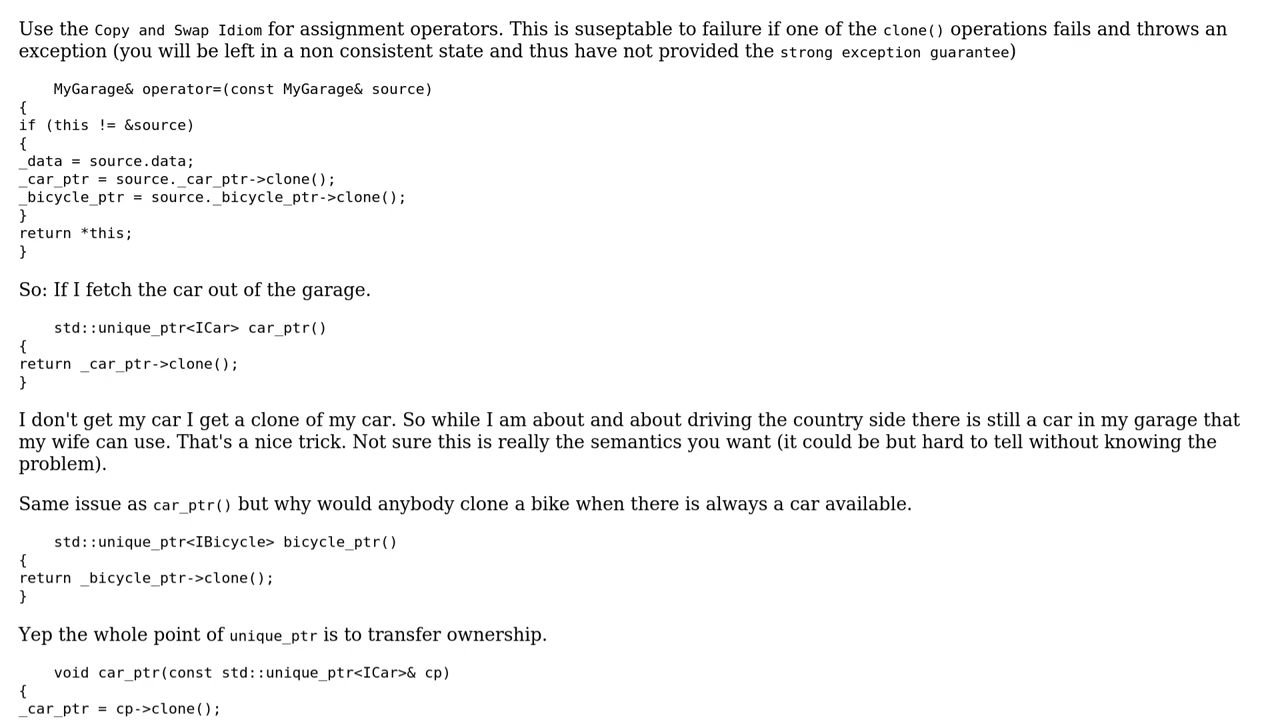 Use the Copy and Swap Idiom for assignment operators. This is suseptable to failure if one of the clone() operations fails and throws an
exception (you will be left in a non consistent state and thus have not provided the strong exception guarantee)
MyGarage& operator=(const MyGarage& source)
{
if (this != &source)
{
_data = source.data;
_car_ptr = source._car_ptr->clone();
_bicycle_ptr = source._bicycle_ptr->clone();
}
return *this;
}
So: If I fetch the car out of the garage.
std::unique_ptr<ICar> car_ptr()
{
return _car_ptr->clone();
}
I don't get my car I get a clone of my car. So while I am about and about driving the country side there is still a car in my garage that
my wife can use. That's a nice trick. Not sure this is really the semantics you want (it could be but hard to tell without knowing the
problem).
Same issue as car_ptr() but why would anybody clone a bike when there is always a car available.
std::unique_ptr<IBicycle> bicycle_ptr()
{
return _bicycle_ptr->clone();
}
Yep the whole point of unique_ptr is to transfer ownership.
void car_ptr(const std::unique_ptr<ICar>& cp)
{
_car_ptr = cp->clone();